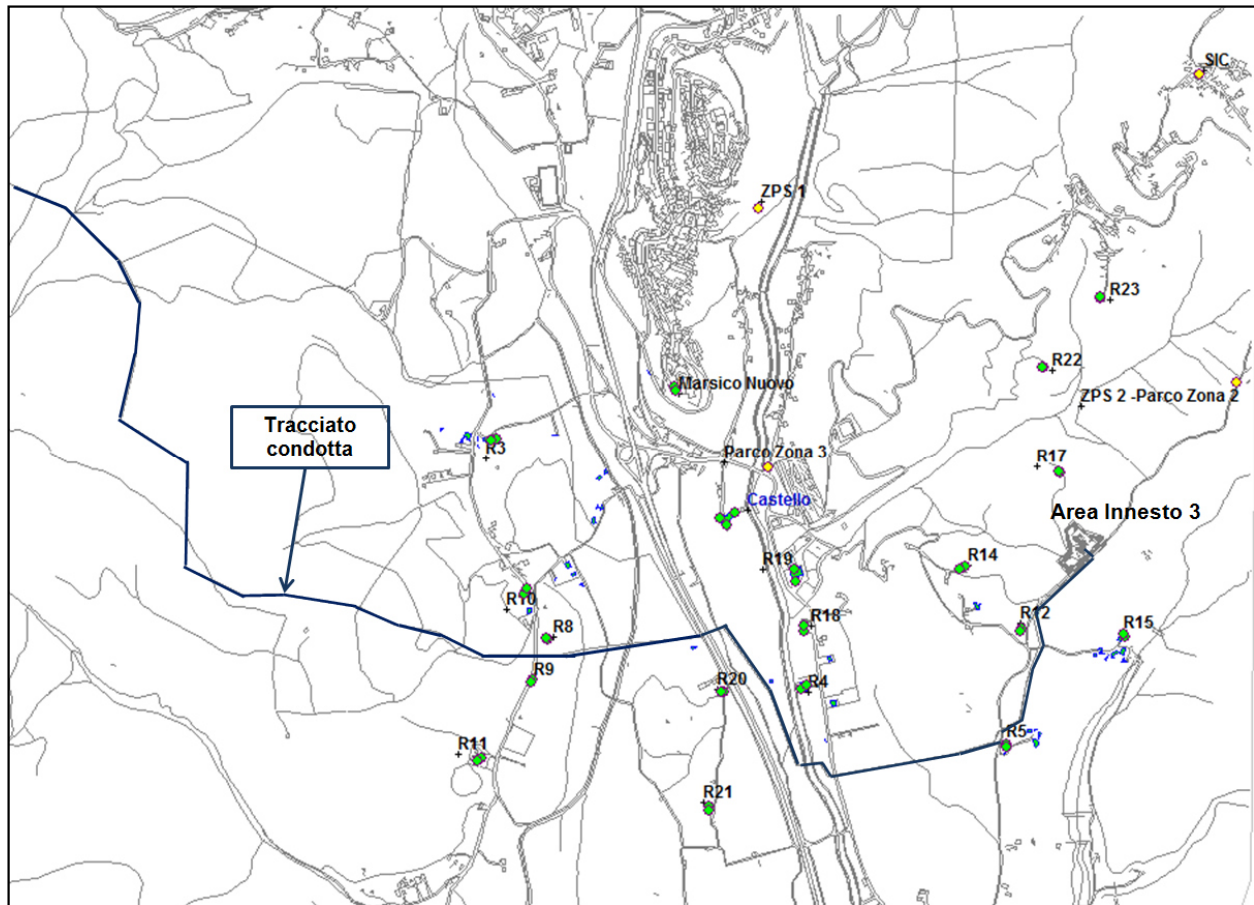 SIC
ZPS 1
R23
R22
Marsico Nuovo
ZPS 2 -Parco Zona 2
Tracciato
condotta
R3
Parco Zona 3
R17
Castello
Area Innesto 3
R19
R14
R10
R8
R18
R12
R15
R9
R20
R4
R11
R5
R21